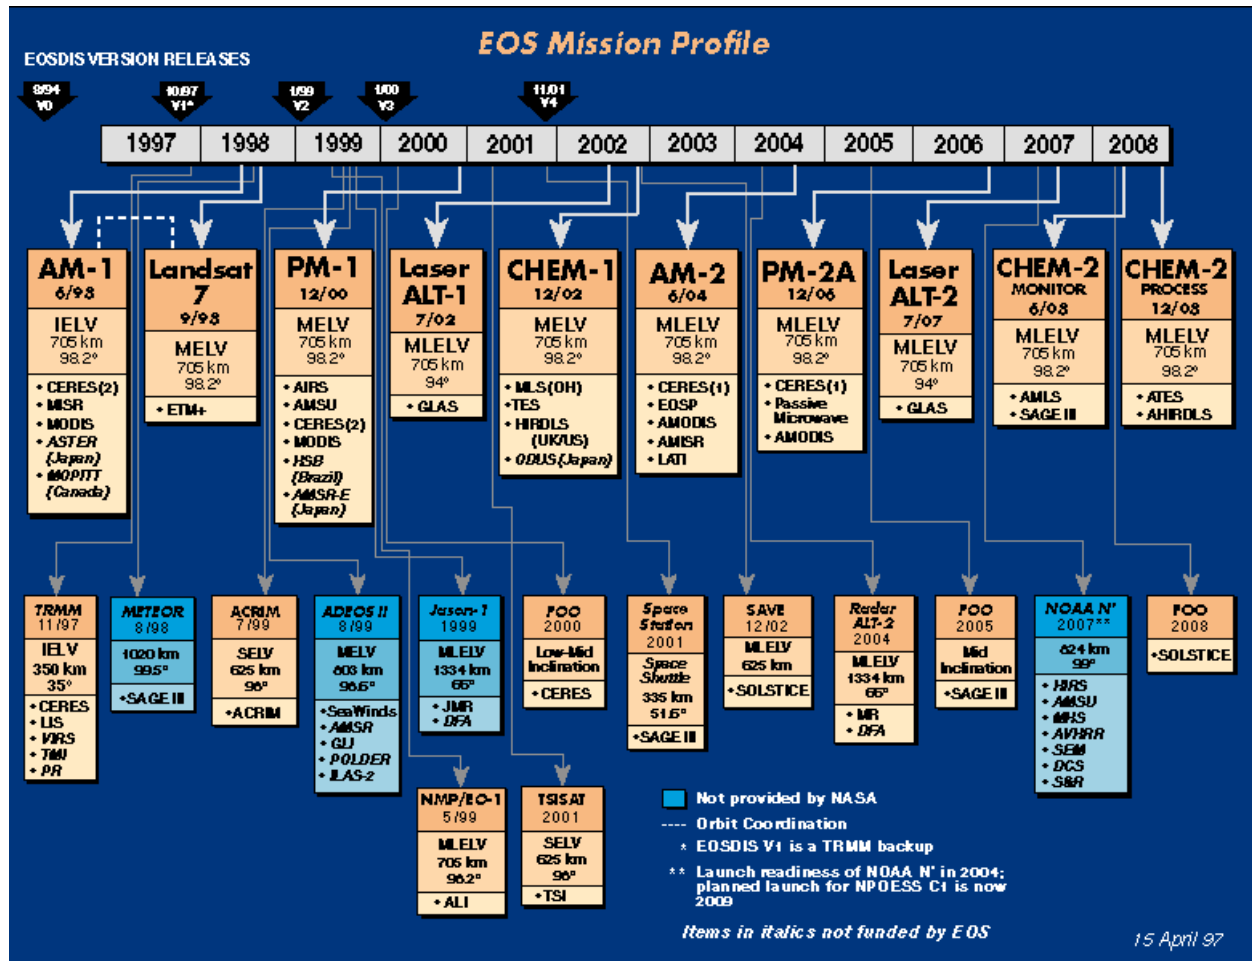 EOS Mission Profile
EOSDIS VERSION RELEASES
8/94
V0
10/97
V1*
1/99
V2
1/00
V3
11/01
V4
1997
1998
1999
2000
2001
2002
2003
2004
2005
2006
2007
2008
AM-1
6/98
IELV
705 km
98.2°
• CERES(2)
• MISR
• MODIS
• ASTER
(Japan)
• MOPITT
(Canada)
Landsat
7
9/98
MELV
705 km
98.2°
• ETM+
PM-1
12/00
MELV
705 km
98.2°
• AIRS
• AMSU
• CERES(2)
• MODIS
• HSB
(Brazil)
• AMSR-E
(Japan)
Laser
ALT-1
7/02
MLELV
705 km
94°
• GLAS
CHEM-1
12/02
MELV
705 km
98.2°
• MLS(OH)
• TES
• HIRDLS
(UK/US)
• ODUS (Japan)
AM-2
6/04
MLELV
705 km
98.2°
• CERES(1)
• EOSP
• AMODIS
• AMISR
• LATI
PM-2A
12/06
MLELV
705 km
98.2°
• CERES(1)
• Passive
Microwave
• AMODIS
Laser
ALT-2
7/07
MLELV
705 km
94°
• GLAS
CHEM-2
MONITOR
6/08
MLELV
705 km
98.2°
• AMLS
• SAGE III
CHEM-2
PROCESS
12/08
MLELV
705 km
98.2°
• ATES
• AHIRDLS
TRMM
11/97
IELV
350 km
35°
• CERES
• LIS
• VIRS
• TMI
• PR
METEOR
8/98
1020 km
99.5°
• SAGE III
ACRIM
7/99
SELV
625 km
98°
• ACRIM
ADEOS II
8/99
MELV
803 km
98.6°
• SeaWinds
• AMSR
• GLI
• POLDER
• ILAS-2
Jason-1
1999
MLELV
1334 km
66°
• JMR
• DFA
FOO
2000
Low-Mid
Inclination
• CERES
Space
Station
2001
Space
Shuttle
335 km
51.6°
• SAGE III
SAVE
12/02
MLELV
625 km
• SOLSTICE
Radar
ALT-2
2004
MLELV
1334 km
66°
• MR
• DFA
FOO
2005
Mid
Inclination
• SAGE III
NOAA N'
2007**
824 km
99°
• HIRS
• AMSU
• MHS
• AVHRR
• SEM
• DCS
• S&R
FOO
2008
• SOLSTICE
NMP/EO-1
5/99
MLELV
705 km
98.2°
• ALI
TSISAT
2001
SELV
625 km
98°
• TSI
Not provided by NASA
---- Orbit Coordination
* EOSDIS V1 is a TRMM backup
** Launch readiness of NOAA N' in 2004;
planned launch for NPOESS C1 is now
2009
Items in italics not funded by EOS
15 April 97